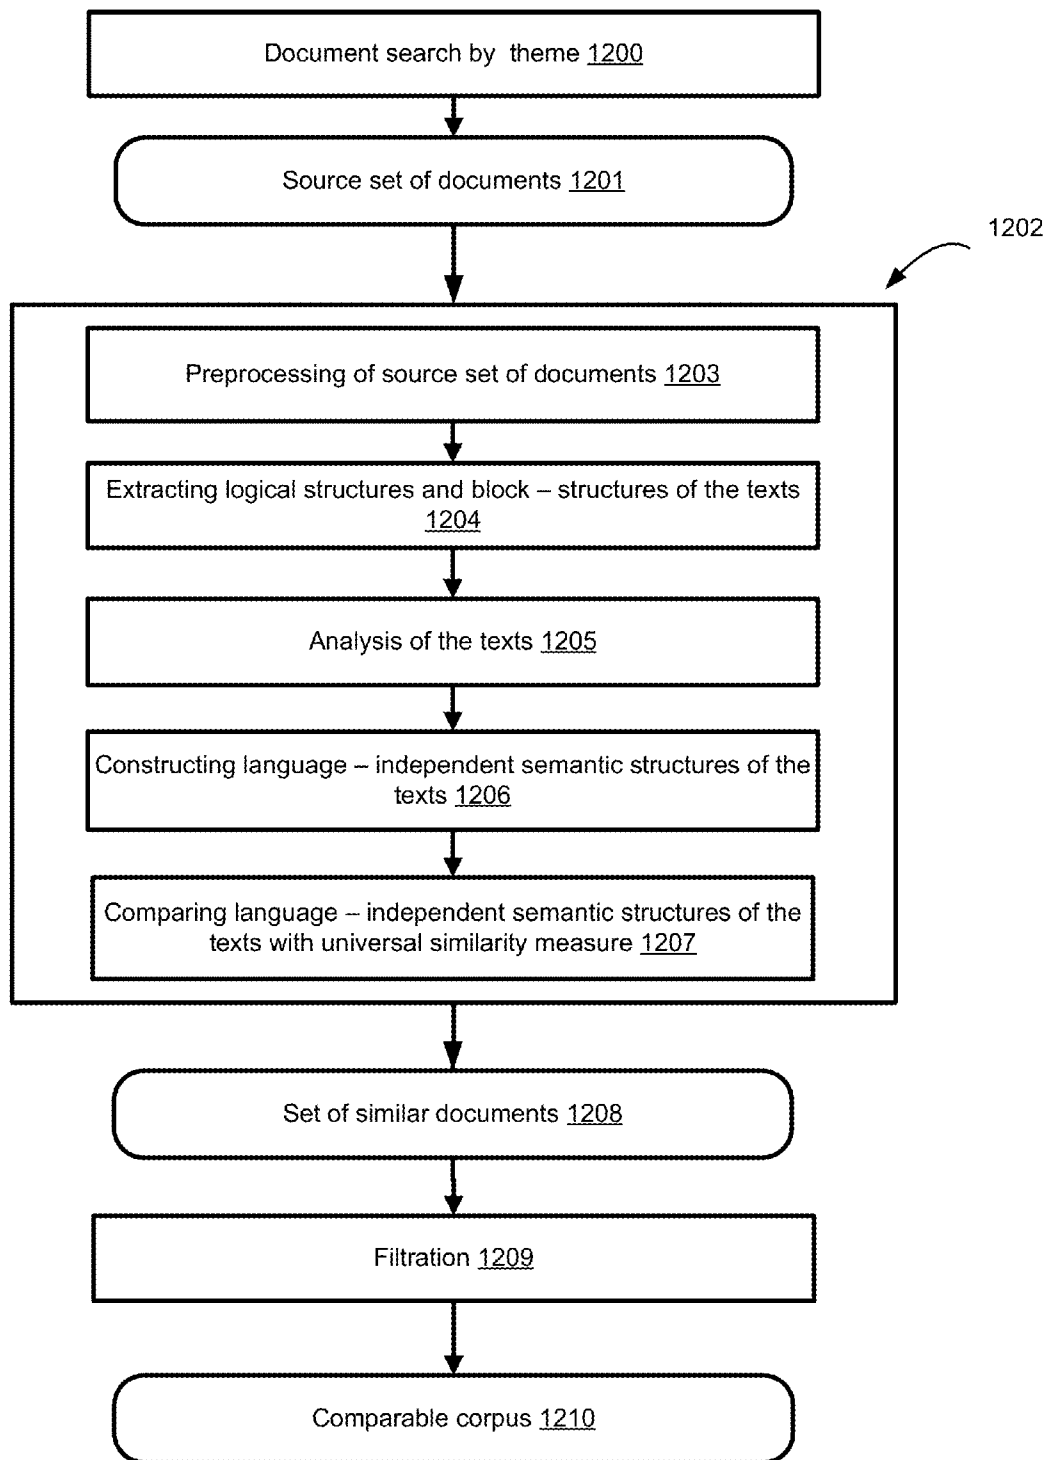 Document search by theme 1200
Source set of documents 1201
1202
Preprocessing of source set of documents 1203
Extracting logical structures and block – structures of the texts
1204
Analysis of the texts 1205
Constructing language – independent semantic structures of the
texts 1206
Comparing language – independent semantic structures of the
texts with universal similarity measure 1207
Set of similar documents 1208
Filtration 1209
Comparable corpus 1210